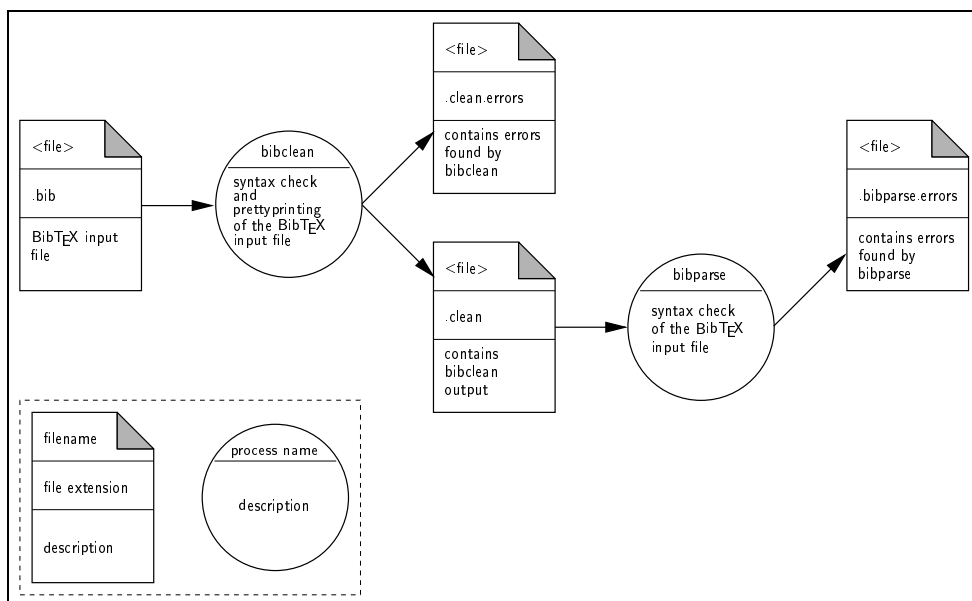 <file>
.clean.errors
contains errors
found by
bibclean
<file>
.bib
BibTEX input
file
bibclean
syntax check
and
prettyprinting
of the BibTEX
input file
<file>
.clean
contains
bibclean
output
bibparse
syntax check
of the BibTEX
input file
<file>
.bibparse.errors
contains errors
found by
bibparse
filename
file extension
description
process name
description